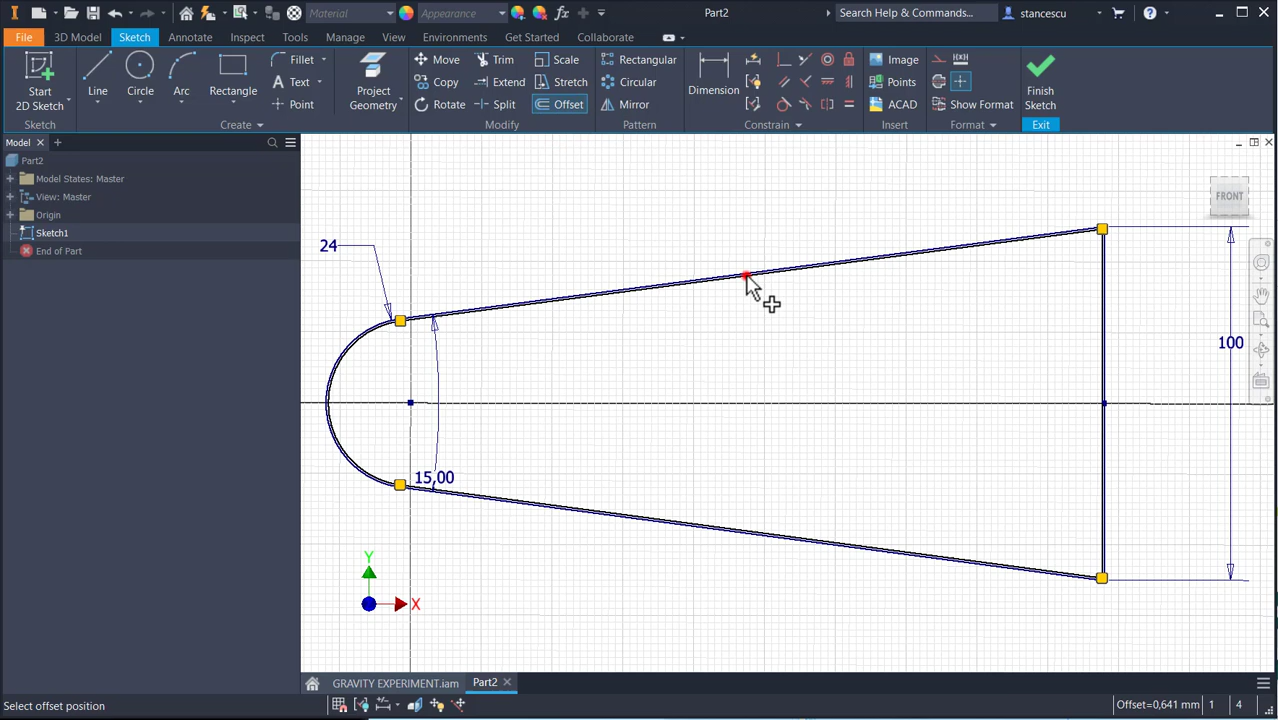 Material
Appearance
Part2
Search Help & Commands...
stancescu
File
3D Model
Sketch
Annotate
Inspect
Tools
Manage
View
Environments
Get Started
Collaborate
Start
2D Sketch
Line
Circle
Arc
Rectangle
Fillet
Text
Point
Project
Geometry
Move
Copy
Rotate
Trim
Extend
Split
Scale
Stretch
Offset
Rectangular
Circular
Mirror
Dimension
Image
Points
ACAD
Show Format
Finish
Sketch
Sketch
Create
Modify
Pattern
Constrain
Insert
Format
Exit
Model
Part2
Model States: Master
View: Master
Origin
Sketch1
End of Part
FRONT
24
100
15,00
Y
X
GRAVITY EXPERIMENT.iam
Part2
Select offset position
Offset=0,641 mm
1
4